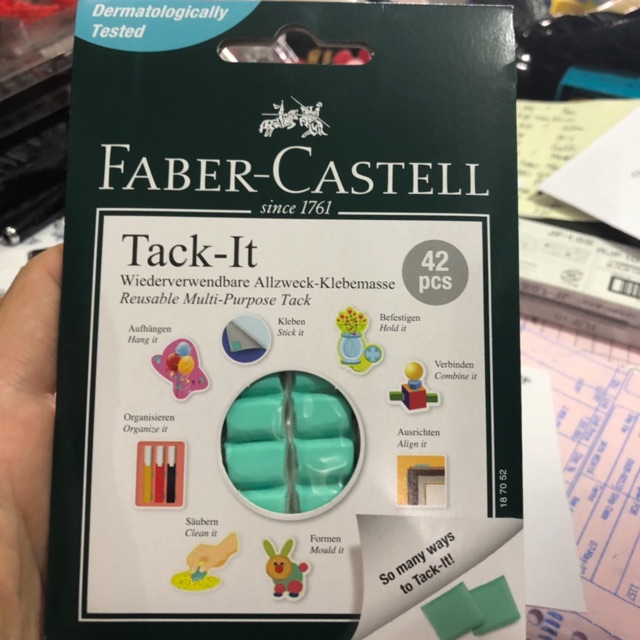 Dermatologically
Tested
FABER-CASTELL
since 1761
Tack-It
Wiederverwendbare Allzweck-Klebemasse
Reusable Multi-Purpose Tack
42
pcs
Aufhängen
Hang it
Kleben
Stick it
Befestigen
Hold it
Verbinden
Combine it
Organisieren
Organize it
Ausrichten
Align it
Säubern
Clean it
Formen
Mould it
18 70 52
So many ways
to Tack-It!